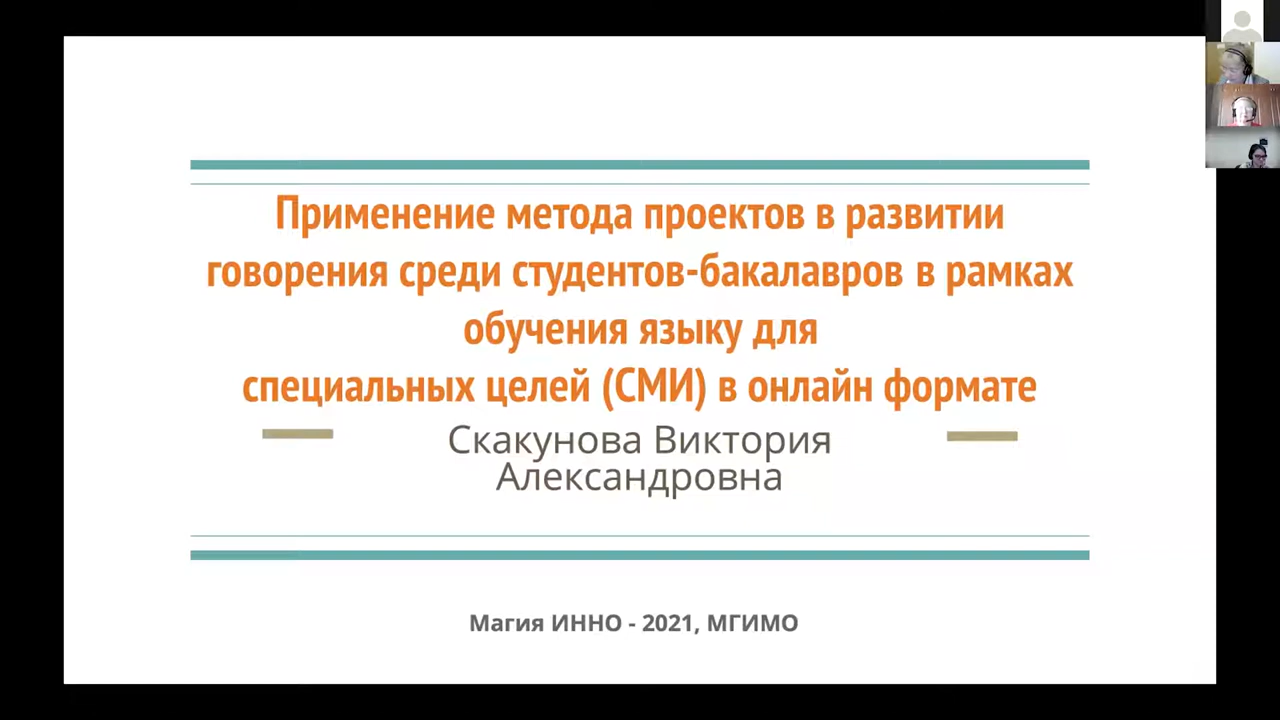 Применение метода проектов в развитии
говорения среди студентов-бакалавров в рамках
обучения языку для
специальных целей (СМИ) в онлайн формате
Скакунова Виктория
Александровна
Магия ИННО - 2021, МГИМО